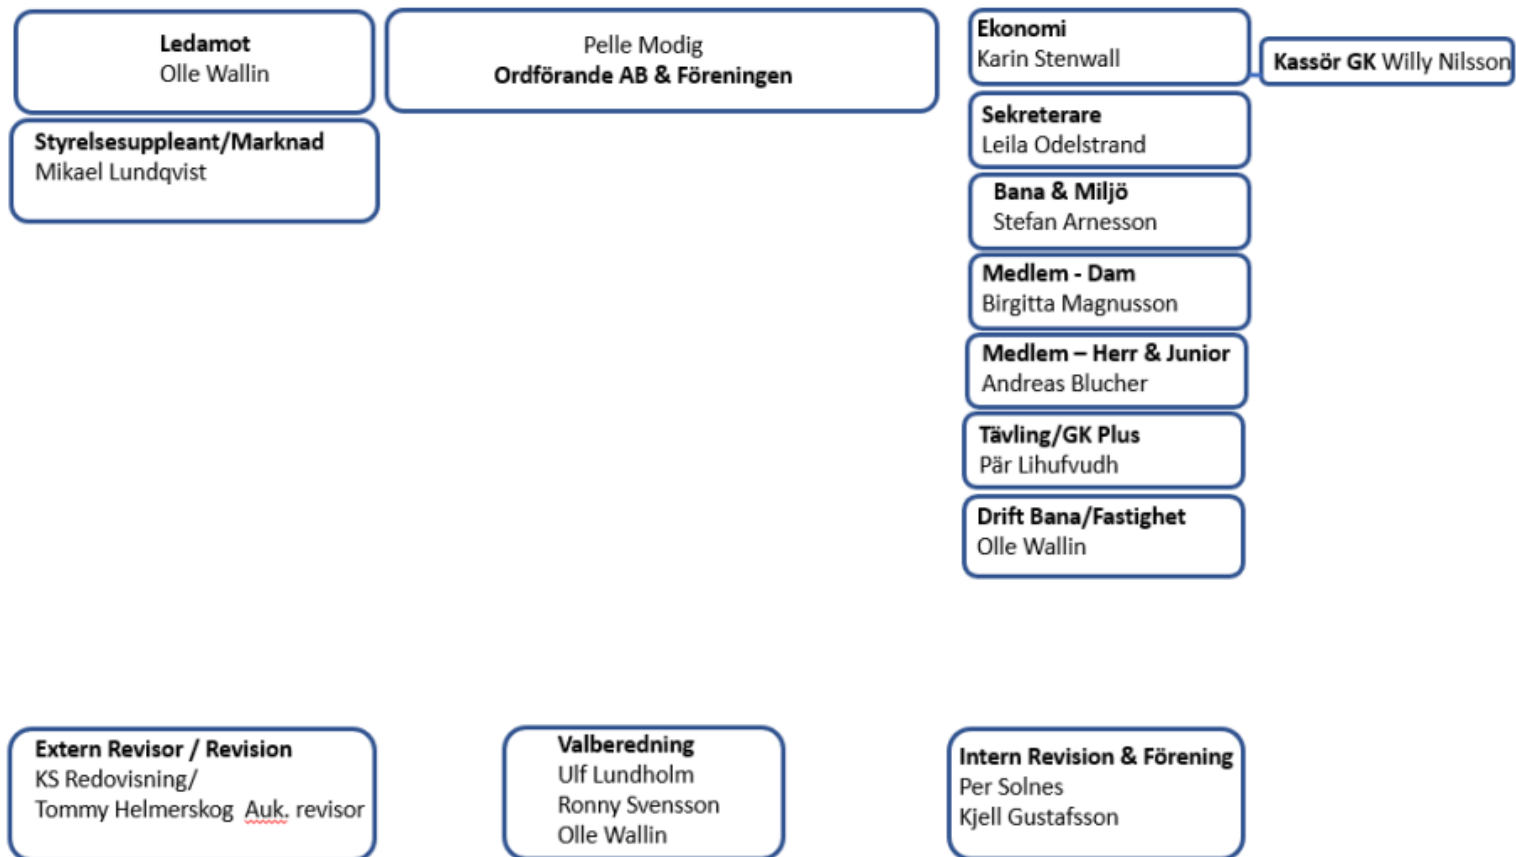 Ledamot
Olle Wallin
Pelle Modig
Ordförande AB & Föreningen
Styrelsesuppleant/Marknad
Mikael Lundqvist
Ekonomi
Karin Stenwall
Kassör GK Willy Nilsson
Sekreterare
Leila Odelstrand
Bana & Miljö
Stefan Arnesson
Medlem - Dam
Birgitta Magnusson
Medlem – Herr & Junior
Andreas Blucher
Tävling/GK Plus
Pär Lihufvudh
Drift Bana/Fastighet
Olle Wallin
Extern Revisor / Revision
KS Redovisning/
Tommy Helmerskog Auk. revisor
Valberedning
Ulf Lundholm
Ronny Svensson
Olle Wallin
Intern Revision & Förening
Per Solnes
Kjell Gustafsson